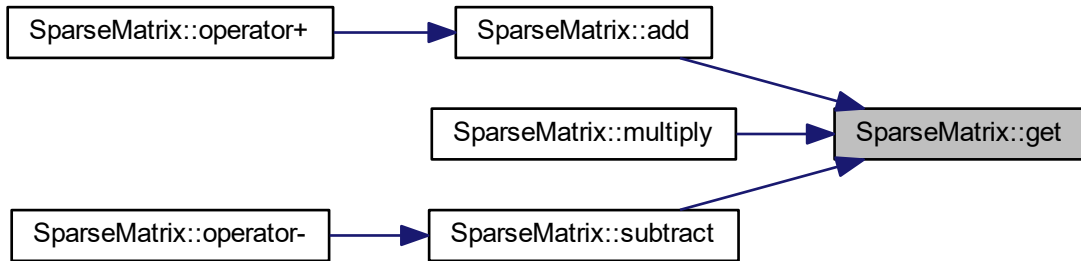 SparseMatrix::operator+
SparseMatrix::add
SparseMatrix::multiply
SparseMatrix::get
SparseMatrix::operator-
SparseMatrix::subtract